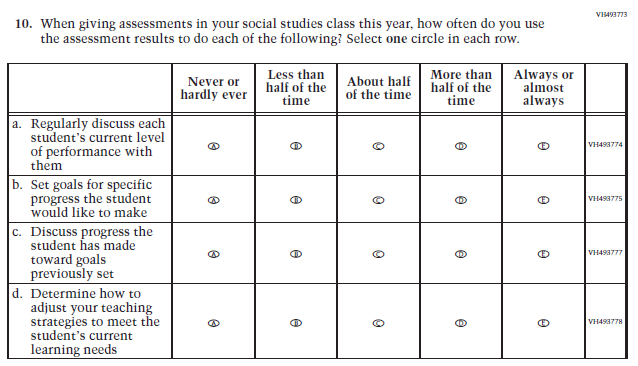 VH493773
10. When giving assessments in your social studies class this year, how often do you use
the assessment results to do each of the following? Select one circle in each row.
Never or
hardly ever
Less than
half of the
time
About half
of the time
More than
half of the
time
Always or
almost
always
a. Regularly discuss each
student's current level
of performance with
them
A B C D E VH493774
b. Set goals for specific
progress the student
would like to make
A B C D E VH493775
c. Discuss progress the
student has made
toward goals
previously set
A B C D E VH493777
d. Determine how to
adjust your teaching
strategies to meet the
student's current
learning needs
A B C D E VH493778